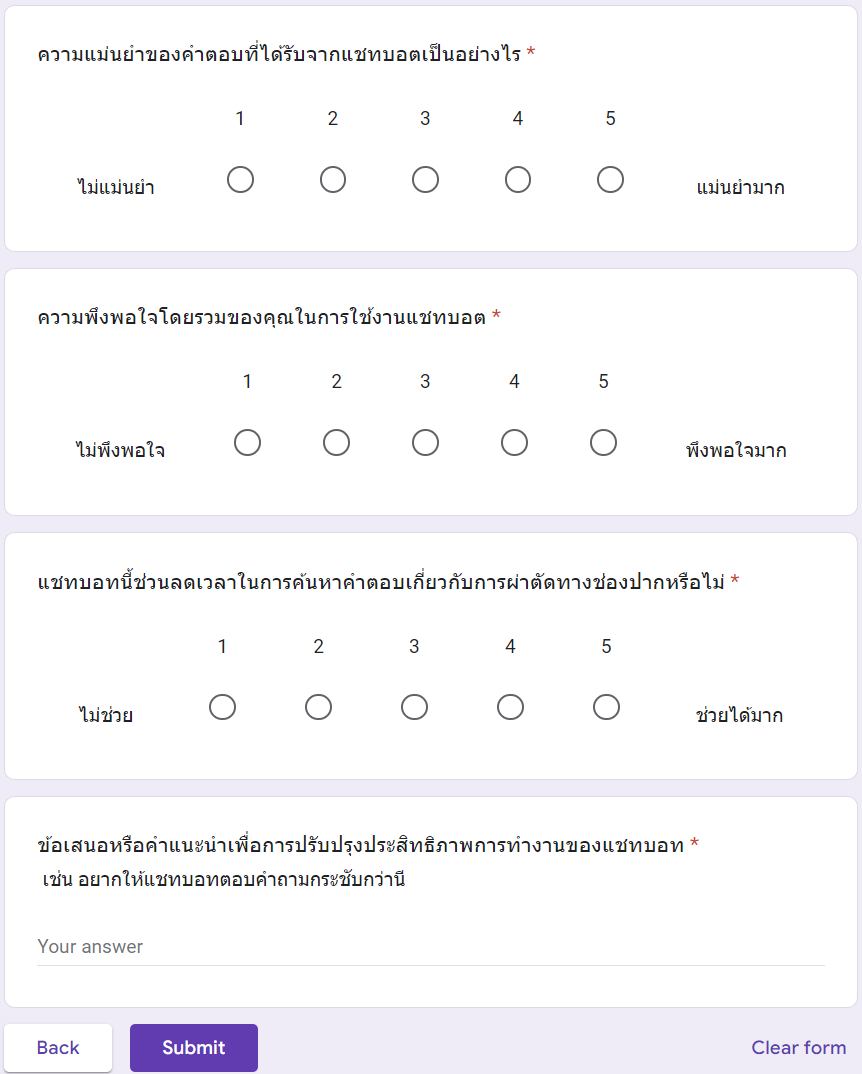 ความแม่นยำของคำตอบที่ได้รับจากแชทบอตเป็นอย่างไร *
1 2 3 4 5
ไม่แม่นยำ แม่นยำมาก
ความพึงพอใจโดยรวมของคุณในการใช้งานแชทบอต *
1 2 3 4 5
ไม่พึงพอใจ พึงพอใจมาก
แชทบอทนี้ช่วนลดเวลาในการค้นหาคำตอบเกี่ยวกับการผ่าตัดทางช่องปากหรือไม่ *
1 2 3 4 5
ไม่ช่วย ช่วยได้มาก
ข้อเสนอหรือคำแนะนำเพื่อการปรับปรุงประสิทธิภาพการทำงานของแชทบอท *
เช่น อยากให้แชทบอทตอบคำถามกระชับกว่านี
Your answer
Back Submit Clear form